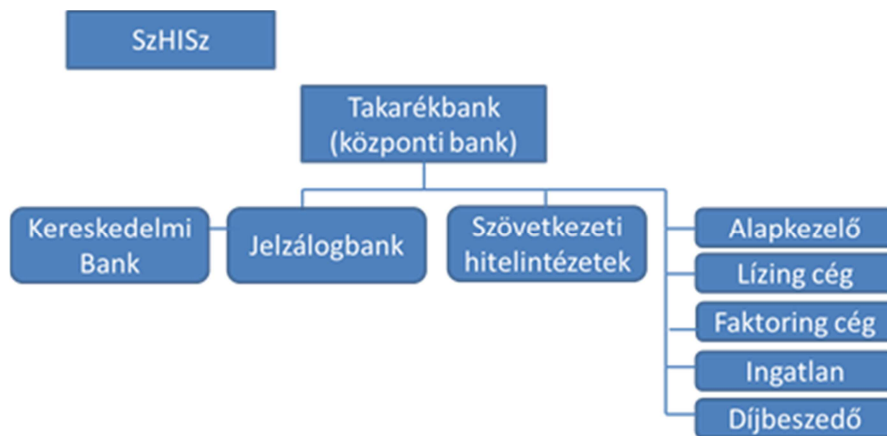 SzHISz
Takarékbank
(központi bank)
Kereskedelmi
Bank
Jelzálogbank
Szövetkezeti
hitelintézetek
Alapkezelő
Lízing cég
Faktoring cég
Ingatlan
Díjbeszedő